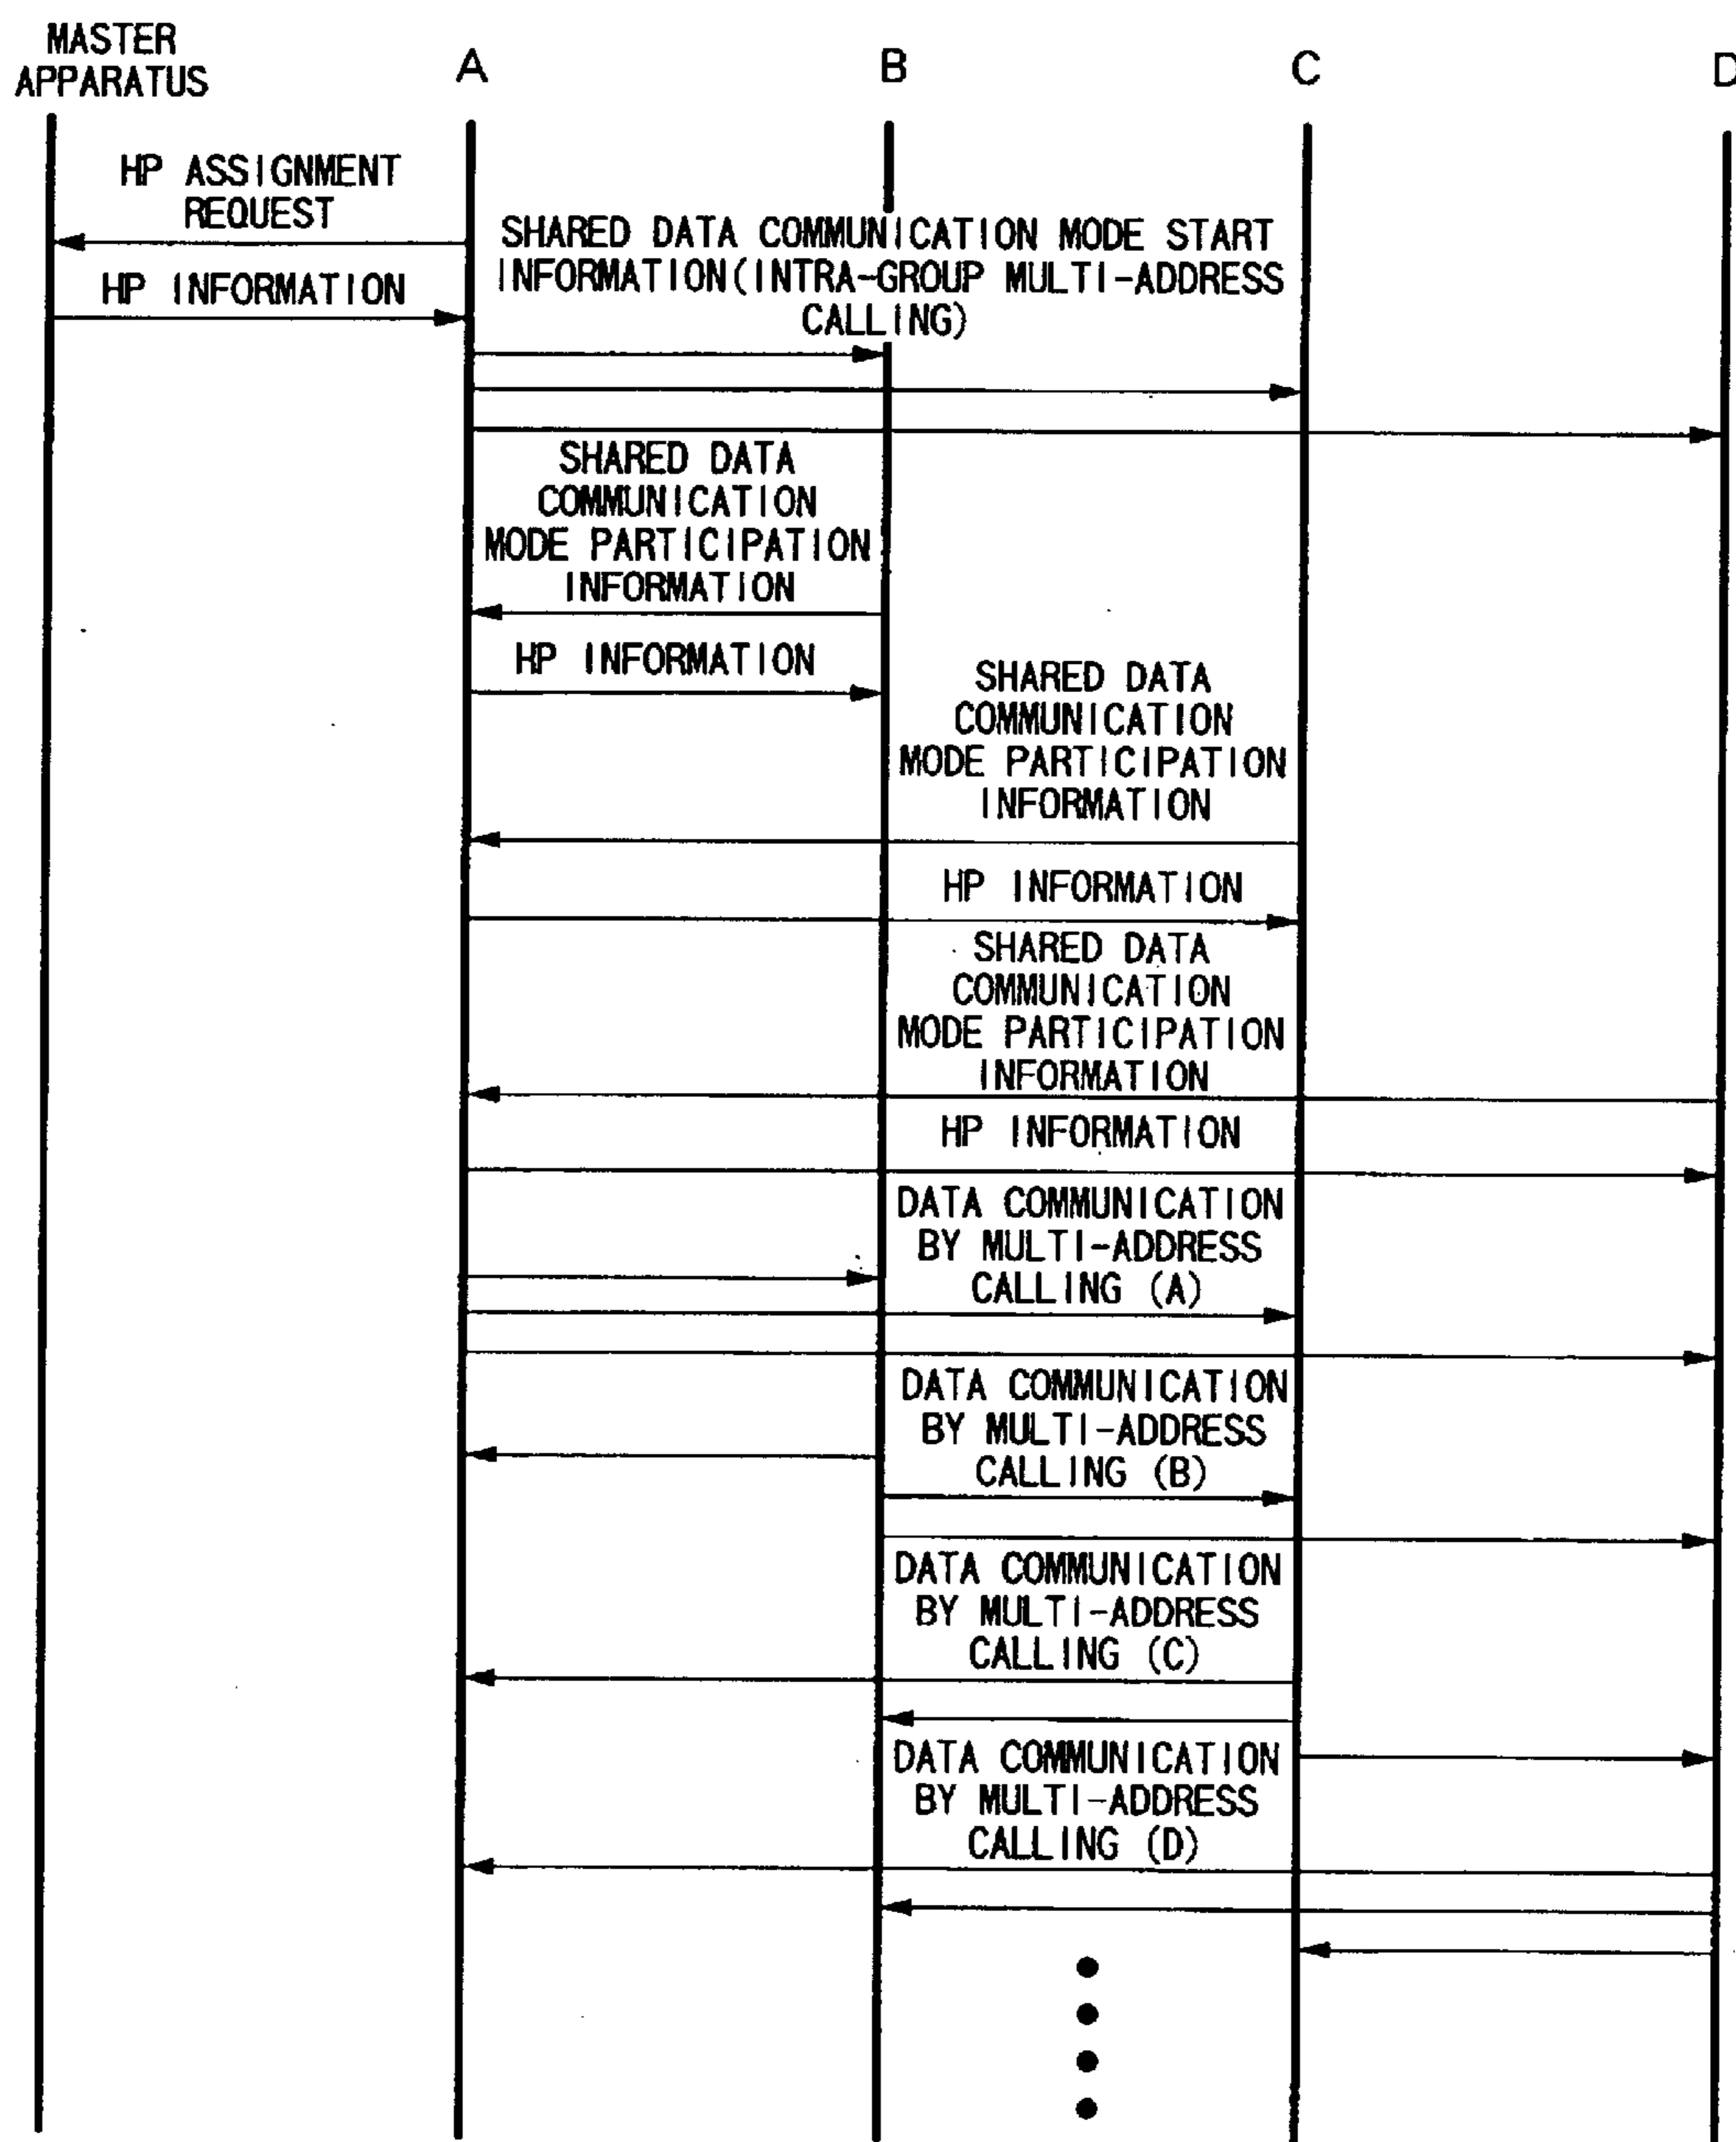 MASTER
APPARATUS
A
B
C
D
HP ASSIGNMENT
REQUEST
HP INFORMATION
SHARED DATA COMMUNICATION MODE START
INFORMATION(INTRA-GROUP MULTI-ADDRESS
CALLING)
SHARED DATA
COMMUNICATION
MODE PARTICIPATION
INFORMATION
HP INFORMATION
SHARED DATA
COMMUNICATION
MODE PARTICIPATION
INFORMATION
HP INFORMATION
SHARED DATA
COMMUNICATION
MODE PARTICIPATION
INFORMATION
HP INFORMATION
DATA COMMUNICATION
BY MULTI-ADDRESS
CALLING (A)
DATA COMMUNICATION
BY MULTI-ADDRESS
CALLING (B)
DATA COMMUNICATION
BY MULTI-ADDRESS
CALLING (C)
DATA COMMUNICATION
BY MULTI-ADDRESS
CALLING (D)